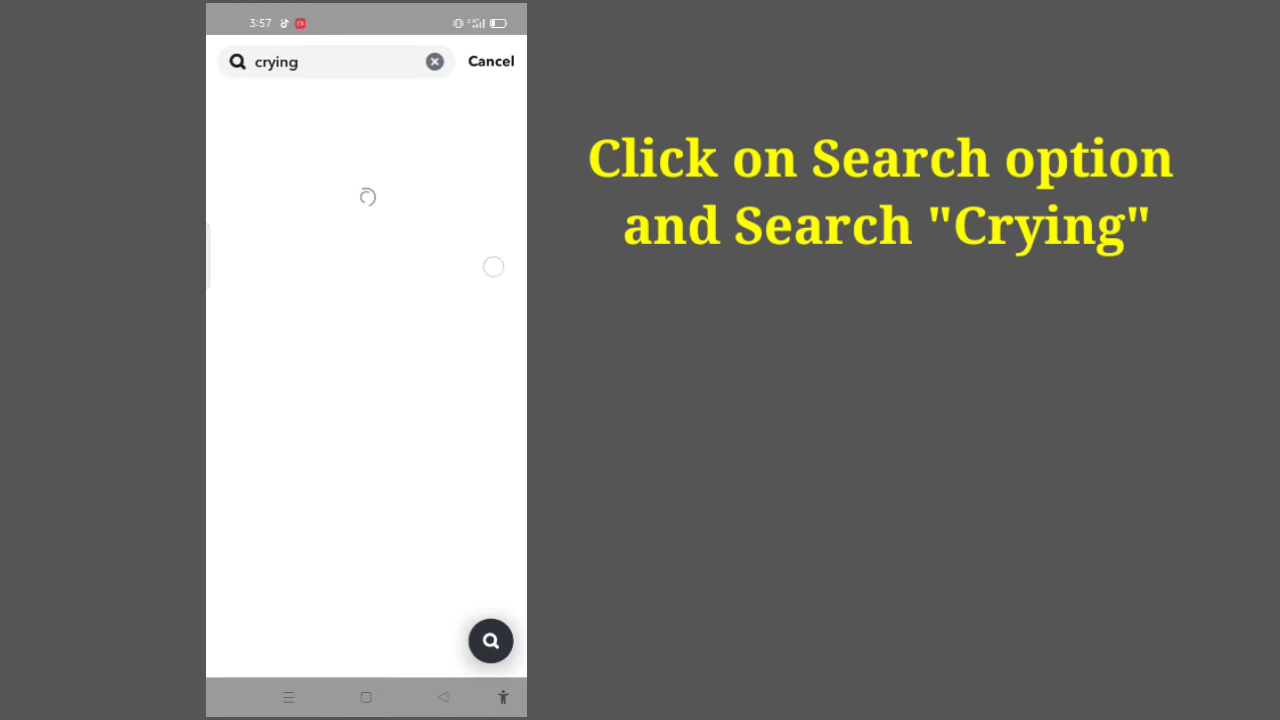 3:57
crying
Cancel
Click on Search option
and Search "Crying"